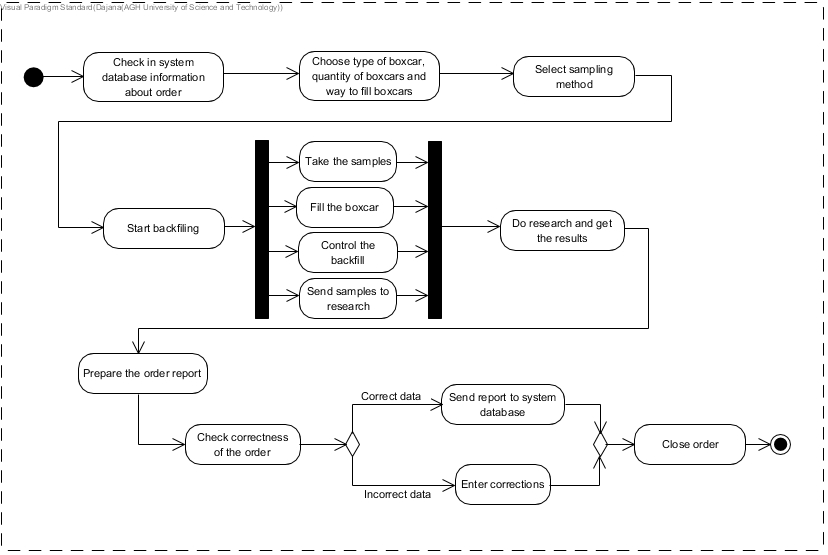 Visual Paradigm Standard(Dajana(AGH University of Science and Technology))
Check in system
database information
about order
Choose type of boxcar,
quantity of boxcars and
way to fill boxcars
Select sampling
method
Start backfiling
Take the samples
Fill the boxcar
Control the
backfill
Send samples to
research
Do research and get
the results
Prepare the order report
Check correctness
of the order
Correct data
Send report to system
database
Incorrect data
Enter corrections
Close order